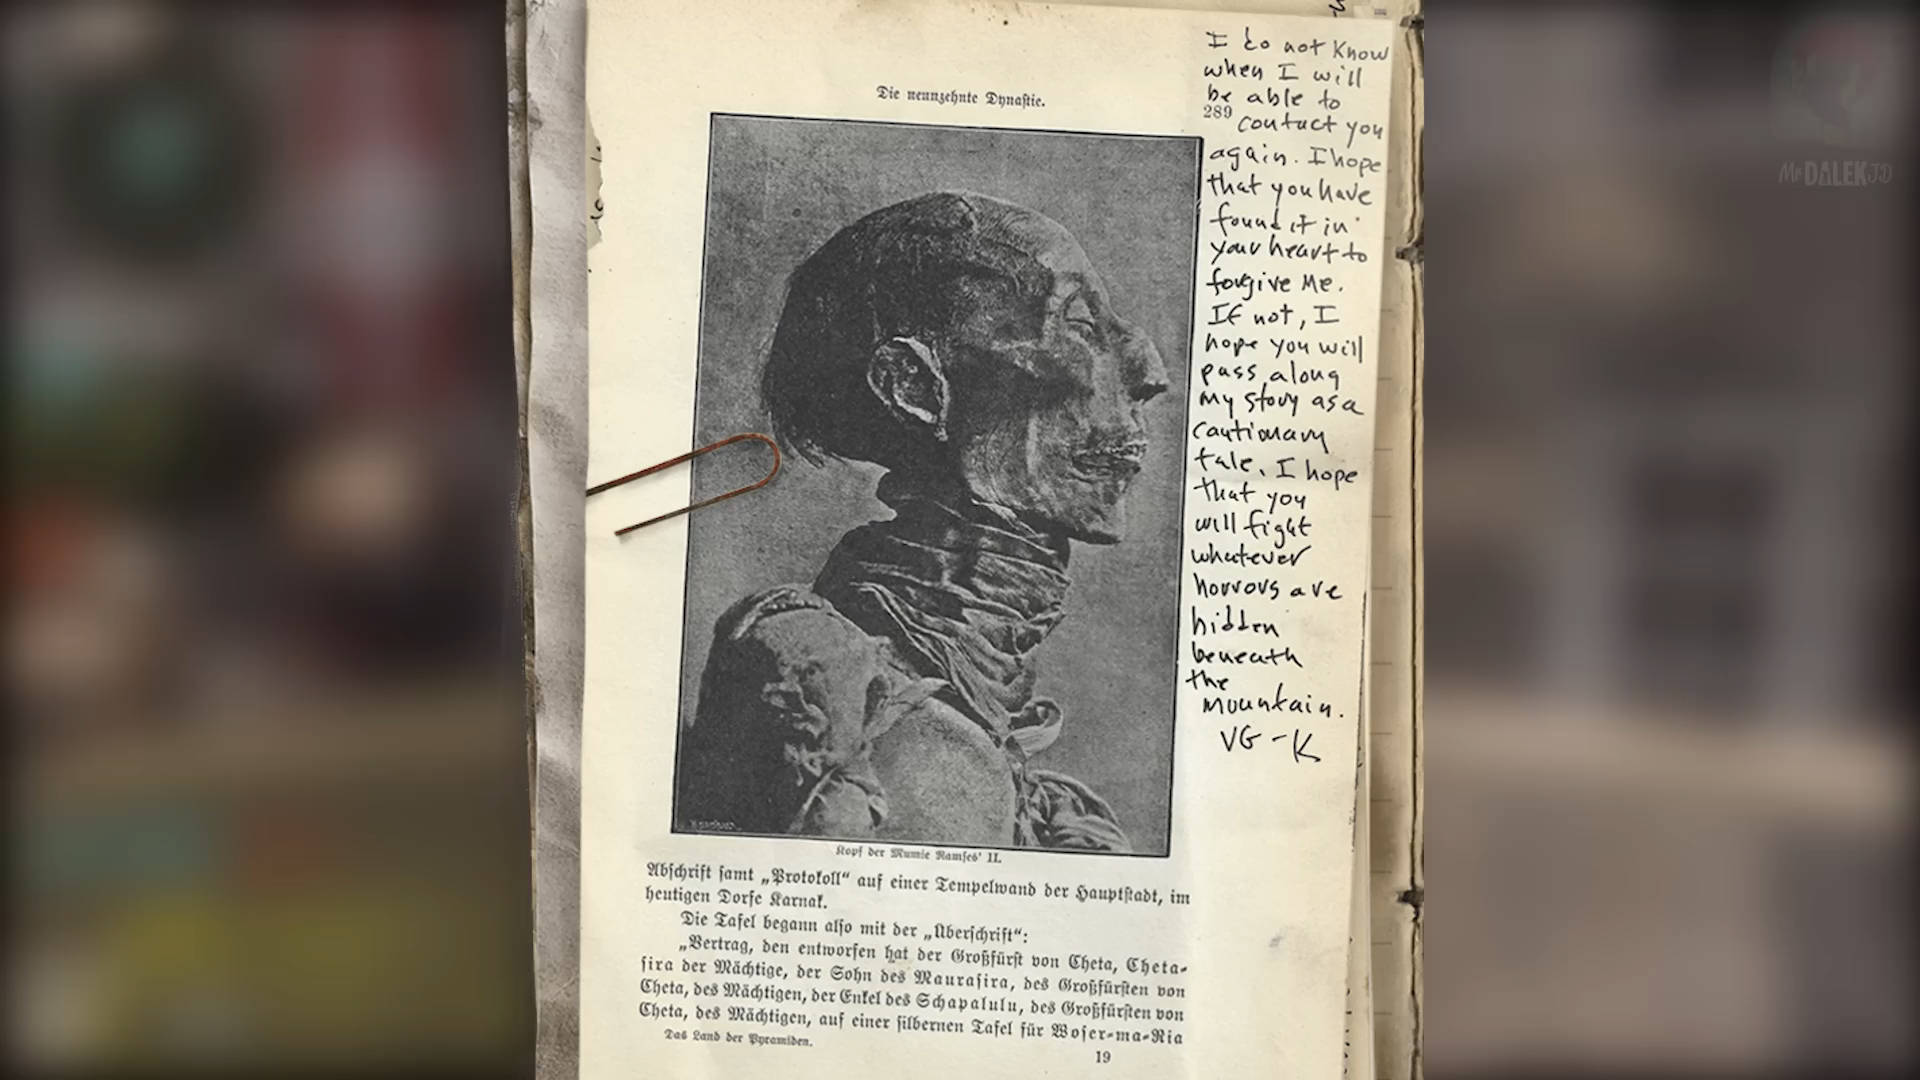 Die neunzehnte Dynastie.
289
I do not know
when I will
be able to
contact you
again. I hope
that you have
found it in
your heart to
forgive me.
If not, I
hope you will
pass along
my story as a
cautionary
tale. I hope
that you
will fight
whatever
horrors are
hidden
beneath
the
mountain.
VG-K
Kopf der Mumie Ramses' II.
Abschrift samt „Protokoll“ auf einer Tempelwand der Hauptstadt, im
heutigen Dorfe Karnak.
Die Tafel begann also mit der „Überschrift“:
„Vertrag, den entworfen hat der Großfürst von Cheta, Cheta-
sira der Mächtige, der Sohn des Maurasira, des Großfürsten von
Cheta, des Mächtigen, der Enkel des Schapalulu, des Großfürsten von
Cheta, des Mächtigen, auf einer silbernen Tafel für Woser-ma-Ria
Das Land der Pyramiden.
19
MrDALEKJD